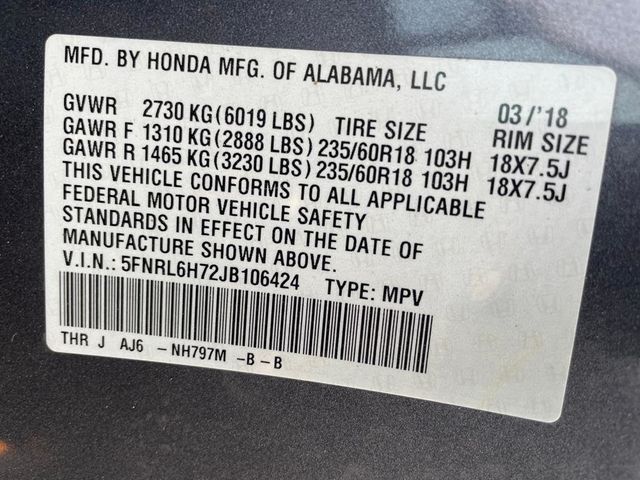 MFD. BY HONDA MFG. OF ALABAMA, LLC
03/'18
GVWR 2730 KG(6019 LBS) TIRE SIZE RIM SIZE
GAWR F 1310 KG(2888 LBS)235/60R18 103H 18X7.5J
GAWR R 1465 KG(3230 LBS)235/60R18 103H 18X7.5J
THIS VEHICLE CONFORMS TO ALL APPLICABLE
FEDERAL MOTOR VEHICLE SAFETY
STANDARDS IN EFFECT ON THE DATE OF
MANUFACTURE SHOWN ABOVE.
V.I.N.: 5FNRL6H72JB106424 TYPE: MPV
THR J AJ6 -NH797M -B-B